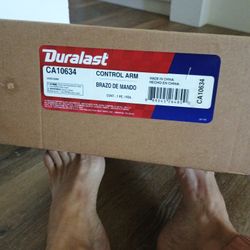 Duralast
CA10634
CONTROL ARM
BRAZO DE MANDO
MADE IN CHINA
HECHO EN CHINA
CA10634